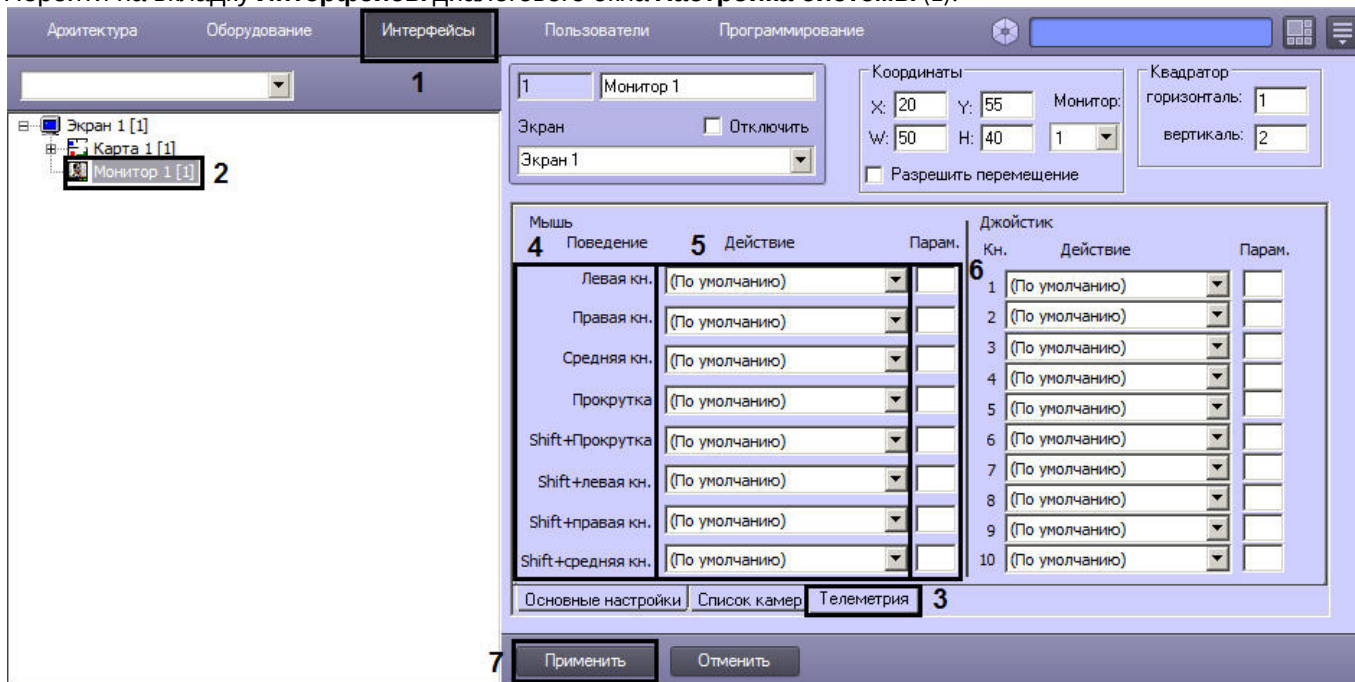 Перейти на вкладку Интерфейсы диалогового окна Настройка системы (1).
Архитектура Оборудование Интерфейсы Пользователи Программирование
1
Экран 1 [1]
Карта 1 [1]
Монитор 1 [1] 2
1 Монитор 1
Экран Отключить
Экран 1
Координаты
X: 20 Y: 55 Монитор:
W: 50 H: 40 1
Разрешить перемещение
Квадратор
горизонталь: 1
вертикаль: 2
Мышь
4 Поведение 5 Действие Парам.
Левая кн. (По умолчанию)
Правая кн. (По умолчанию)
Средняя кн. (По умолчанию)
Прокрутка (По умолчанию)
Shift+Прокрутка (По умолчанию)
Shift+левая кн. (По умолчанию)
Shift+правая кн. (По умолчанию)
Shift+средняя кн. (По умолчанию)
Джойстик
Кн. Действие Парам.
6
1 (По умолчанию)
2 (По умолчанию)
3 (По умолчанию)
4 (По умолчанию)
5 (По умолчанию)
6 (По умолчанию)
7 (По умолчанию)
8 (По умолчанию)
9 (По умолчанию)
10 (По умолчанию)
Основные настройки Список камер Телеметрия 3
7 Применить Отменить